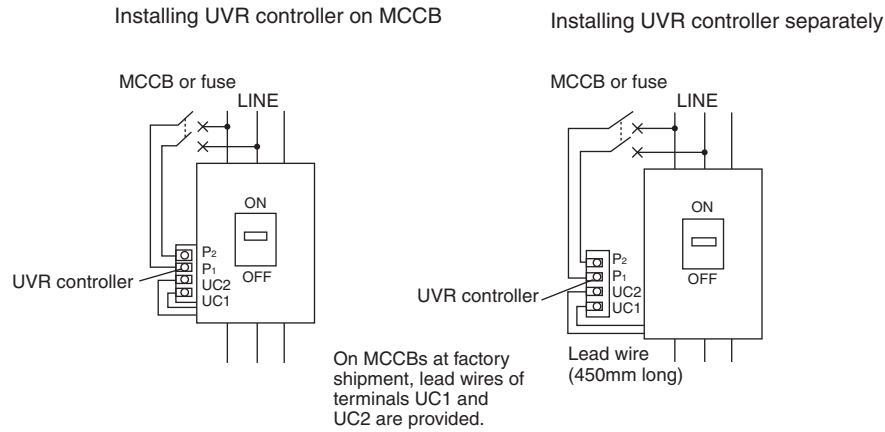 Installing UVR controller on MCCB
MCCB or fuse
LINE
ON
OFF
P2
P1
UC2
UC1
UVR controller
On MCCBs at factory
shipment, lead wires of
terminals UC1 and
UC2 are provided.
Installing UVR controller separately
MCCB or fuse
LINE
ON
OFF
P2
P1
UC2
UC1
UVR controller
Lead wire
(450mm long)